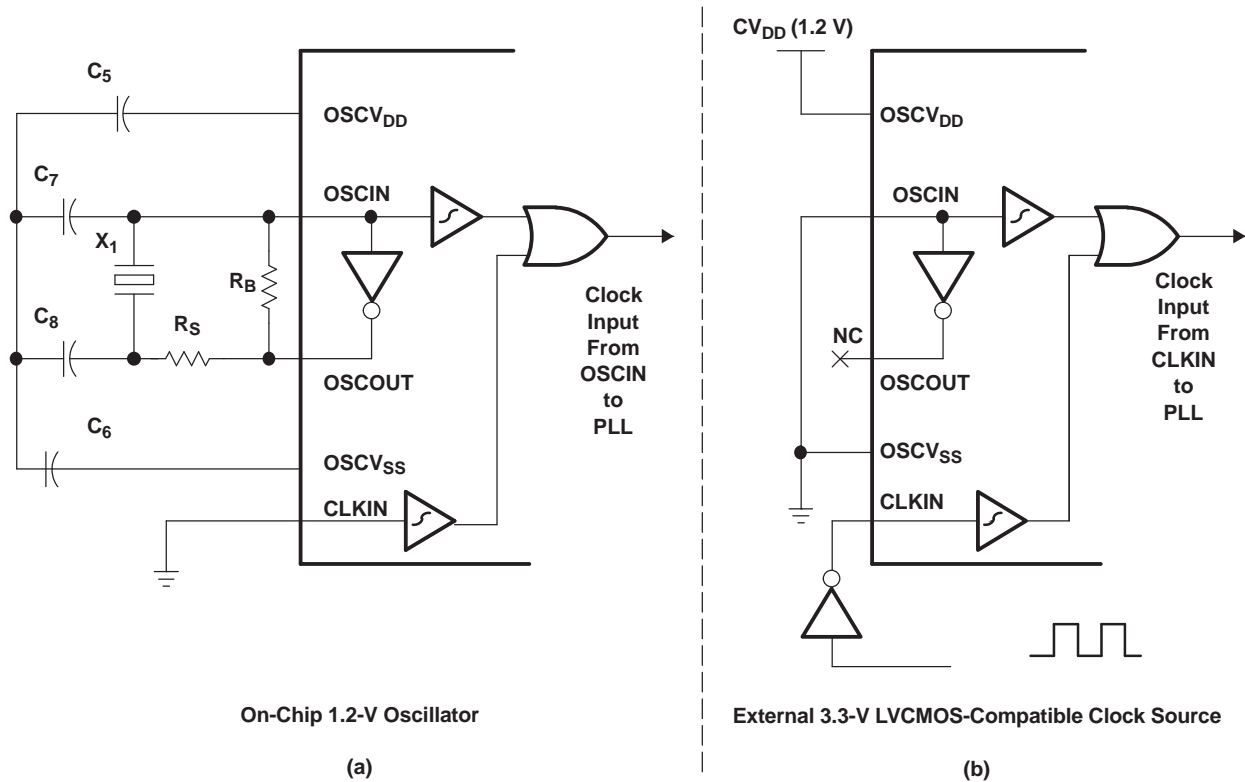 C5
OSCVDD
C7
OSCIN
X1
RB
C8
RS
OSCOUT
C6
OSCVSS
CLKIN
Clock
Input
From
OSCIN
to
PLL
On-Chip 1.2-V Oscillator
(a)
CVDD (1.2 V)
OSCVDD
OSCIN
NC
OSCOUT
OSCVSS
CLKIN
Clock
Input
From
CLKIN
to
PLL
External 3.3-V LVCMOS-Compatible Clock Source
(b)